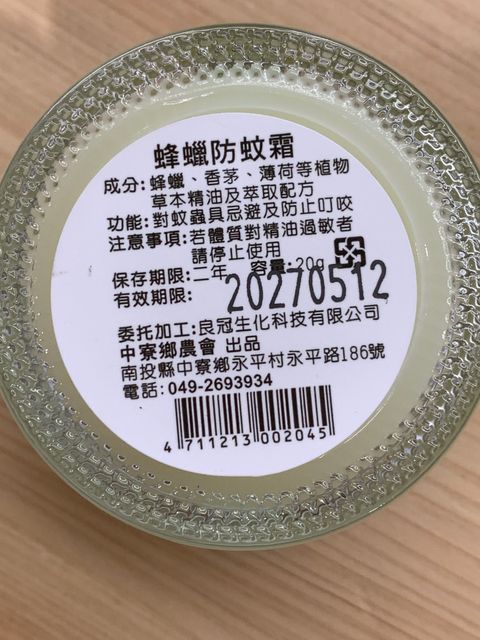 蜂蠟防蚊霜
成分:蜂蠟、香茅、薄荷等植物
草本精油及萃取配方
功能:對蚊蟲具忌避及防止叮咬
注意事項:若體質對精油過敏者
請停止使用
保存期限:二年 容量:20g
有效期限: 20270512
委托加工:良冠生化科技有限公司
中寮鄉農會 出品
南投縣中寮鄉永平村永平路186號
電話:049-2693934
4 711213 002045